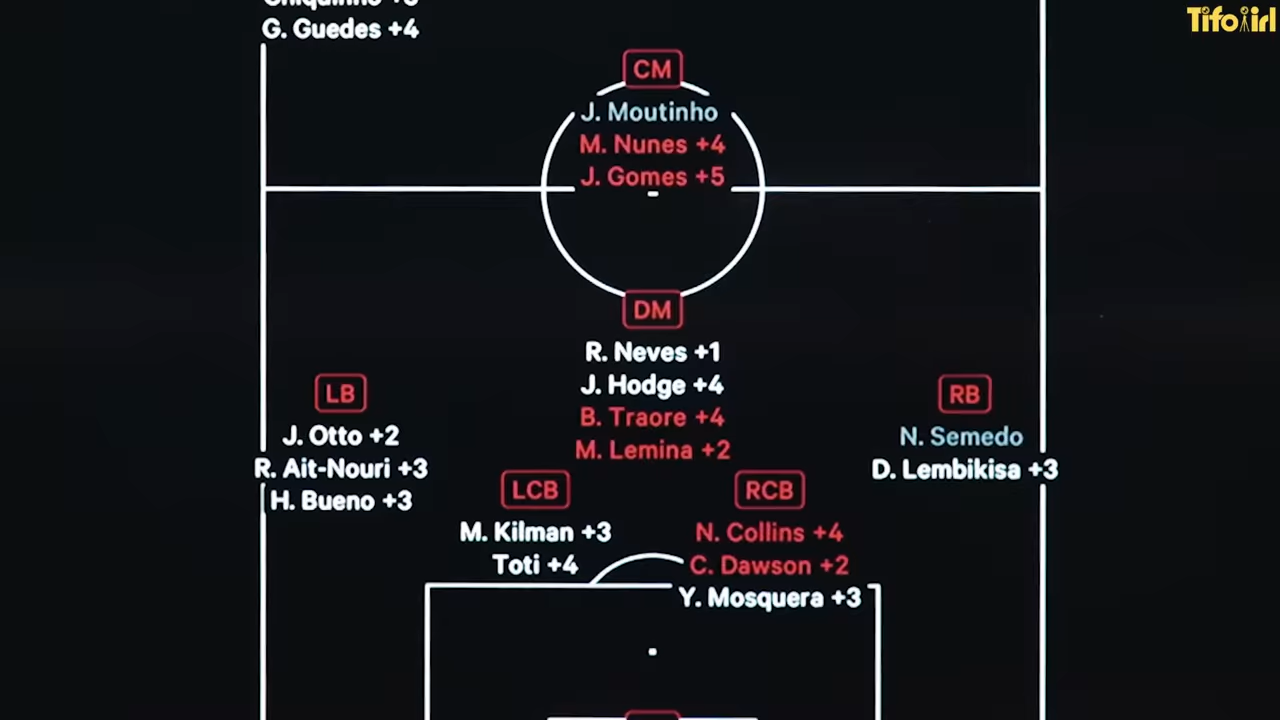 Chiquinho +3
G. Guedes +4
Tifo irl
CM
J. Moutinho
M. Nunes +4
J. Gomes +5
DM
R. Neves +1
J. Hodge +4
B. Traore +4
M. Lemina +2
LB
J. Otto +2
R. Ait-Nouri +3
H. Bueno +3
RB
N. Semedo
D. Lembikisa +3
LCB
M. Kilman +3
Toti +4
RCB
N. Collins +4
C. Dawson +2
Y. Mosquera +3